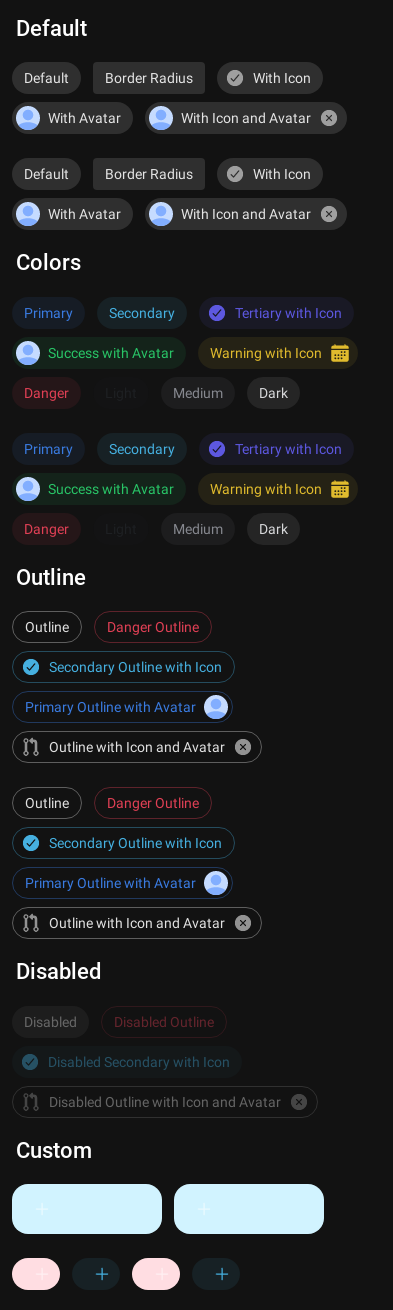 Default
Default Border Radius With Icon
With Avatar With Icon and Avatar
Default Border Radius With Icon
With Avatar With Icon and Avatar
Colors
Primary Secondary Tertiary with Icon
Success with Avatar Warning with Icon
Danger Light Medium Dark
Primary Secondary Tertiary with Icon
Success with Avatar Warning with Icon
Danger Light Medium Dark
Outline
Outline Danger Outline
Secondary Outline with Icon
Primary Outline with Avatar
Outline with Icon and Avatar
Outline Danger Outline
Secondary Outline with Icon
Primary Outline with Avatar
Outline with Icon and Avatar
Disabled
Disabled Disabled Outline
Disabled Secondary with Icon
Disabled Outline with Icon and Avatar
Custom